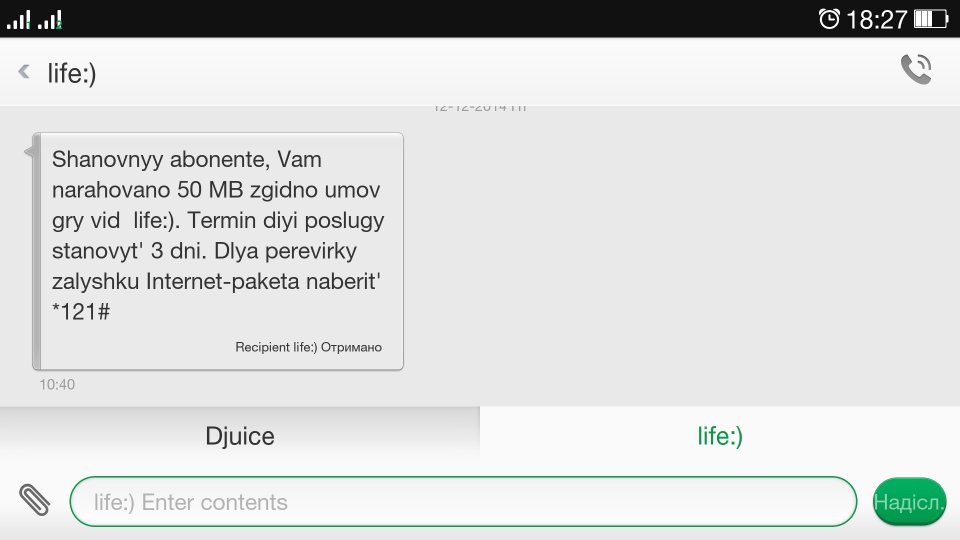 18:27
life:)
12-12-2014 Пт
Shanovnyy abonente, Vam
narahovano 50 MB zgidno umov
gry vid  life:). Termin diyi poslugy
stanovyt' 3 dni. Dlya perevirky
zalyshku Internet-paketa naberit'
*121#
Recipient life:) Отримано
10:40
Djuice
life:)
life:) Enter contents
Надісл.